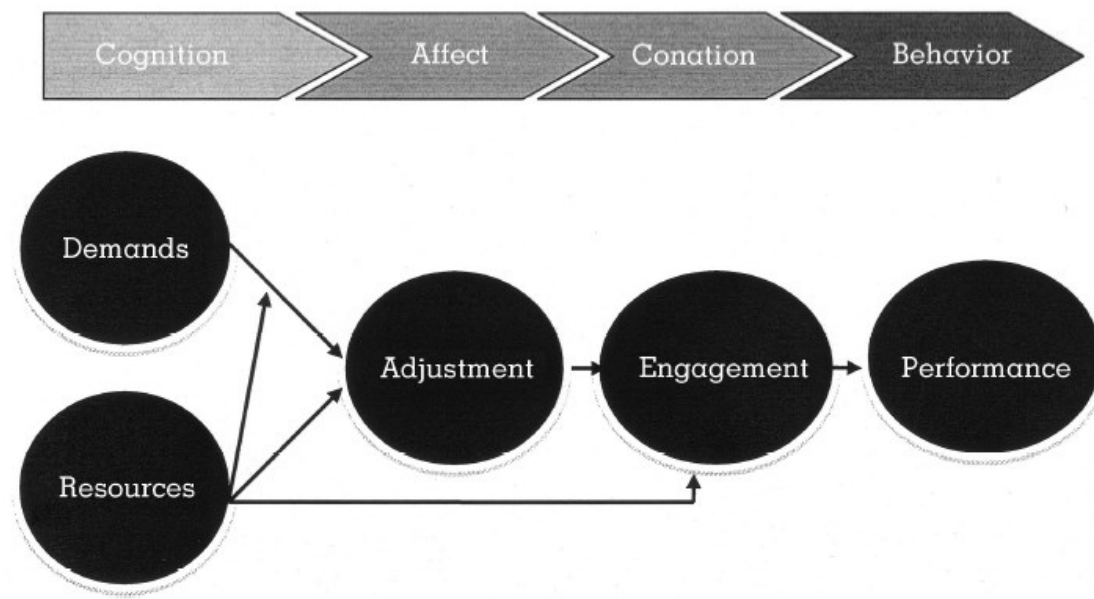 Cognition
Affect
Conation
Behavior
Demands
Adjustment
Engagement
Performance
Resources